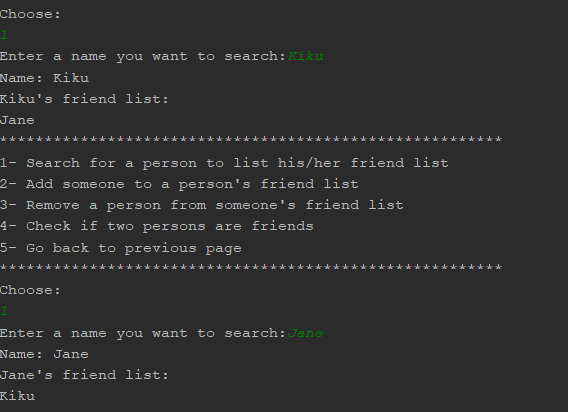 Choose:
1
Enter a name you want to search:Kiku
Name: Kiku
Kiku's friend list:
Jane
********************************************************
1- Search for a person to list his/her friend list
2- Add someone to a person's friend list
3- Remove a person from someone's friend list
4- Check if two persons are friends
5- Go back to previous page
********************************************************
Choose:
1
Enter a name you want to search:Jane
Name: Jane
Jane's friend list:
Kiku